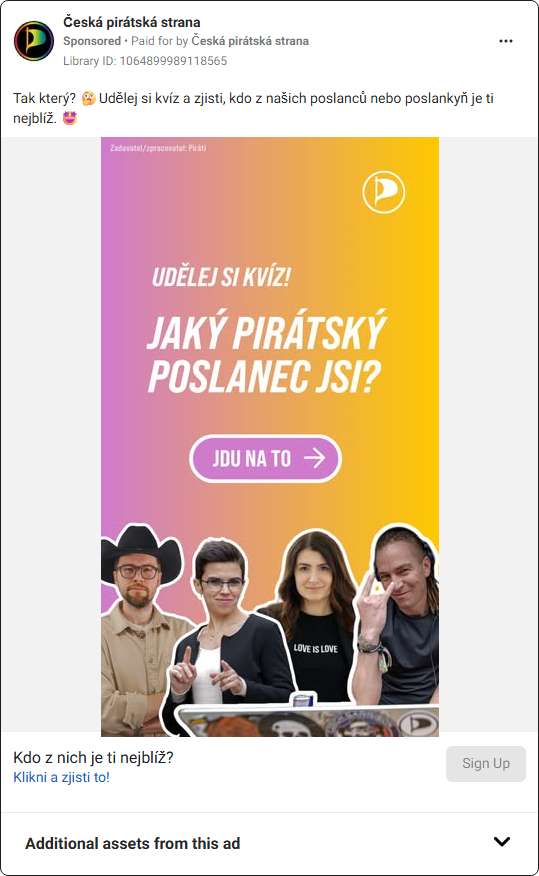 Česká pirátská strana
Sponsored • Paid for by Česká pirátská strana
Library ID: 1064899989118565
Tak který? 🤔 Udělej si kvíz a zjisti, kdo z našich poslanců nebo poslankyň je ti
nejblíž. 🤩
Zadavatel/zpracovatel: Piráti
UDĚLEJ SI KVÍZ!
JAKÝ PIRÁTSKÝ
POSLANEC JSI?
JDU NA TO →
LOVE IS LOVE
Kdo z nich je ti nejblíž?
Klikni a zjisti to!
Sign Up
Additional assets from this ad